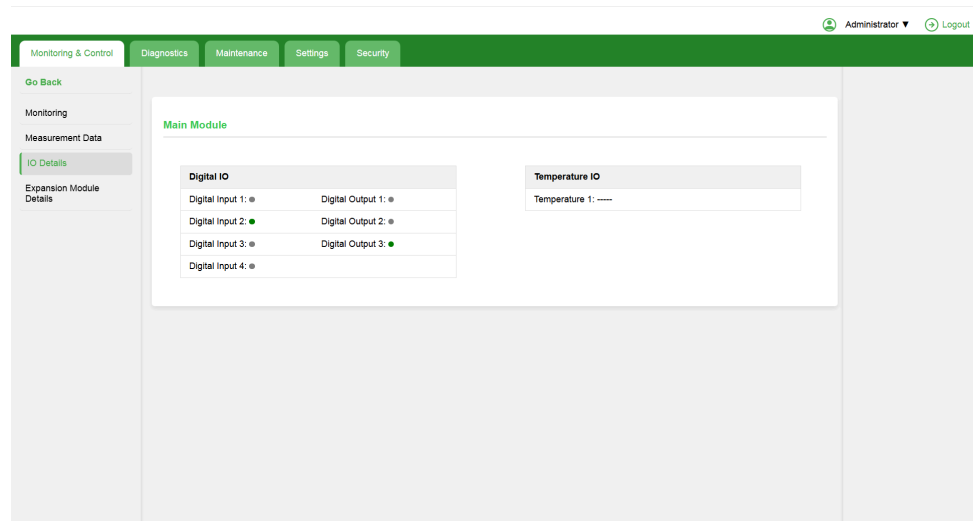 Administrator ▼ Logout
Monitoring & Control Diagnostics Maintenance Settings Security
Go Back
Monitoring
Measurement Data
IO Details
Expansion Module
Details
Main Module
Digital IO
Digital Input 1: Digital Output 1:
Digital Input 2: Digital Output 2:
Digital Input 3: Digital Output 3:
Digital Input 4:
Temperature IO
Temperature 1: -----